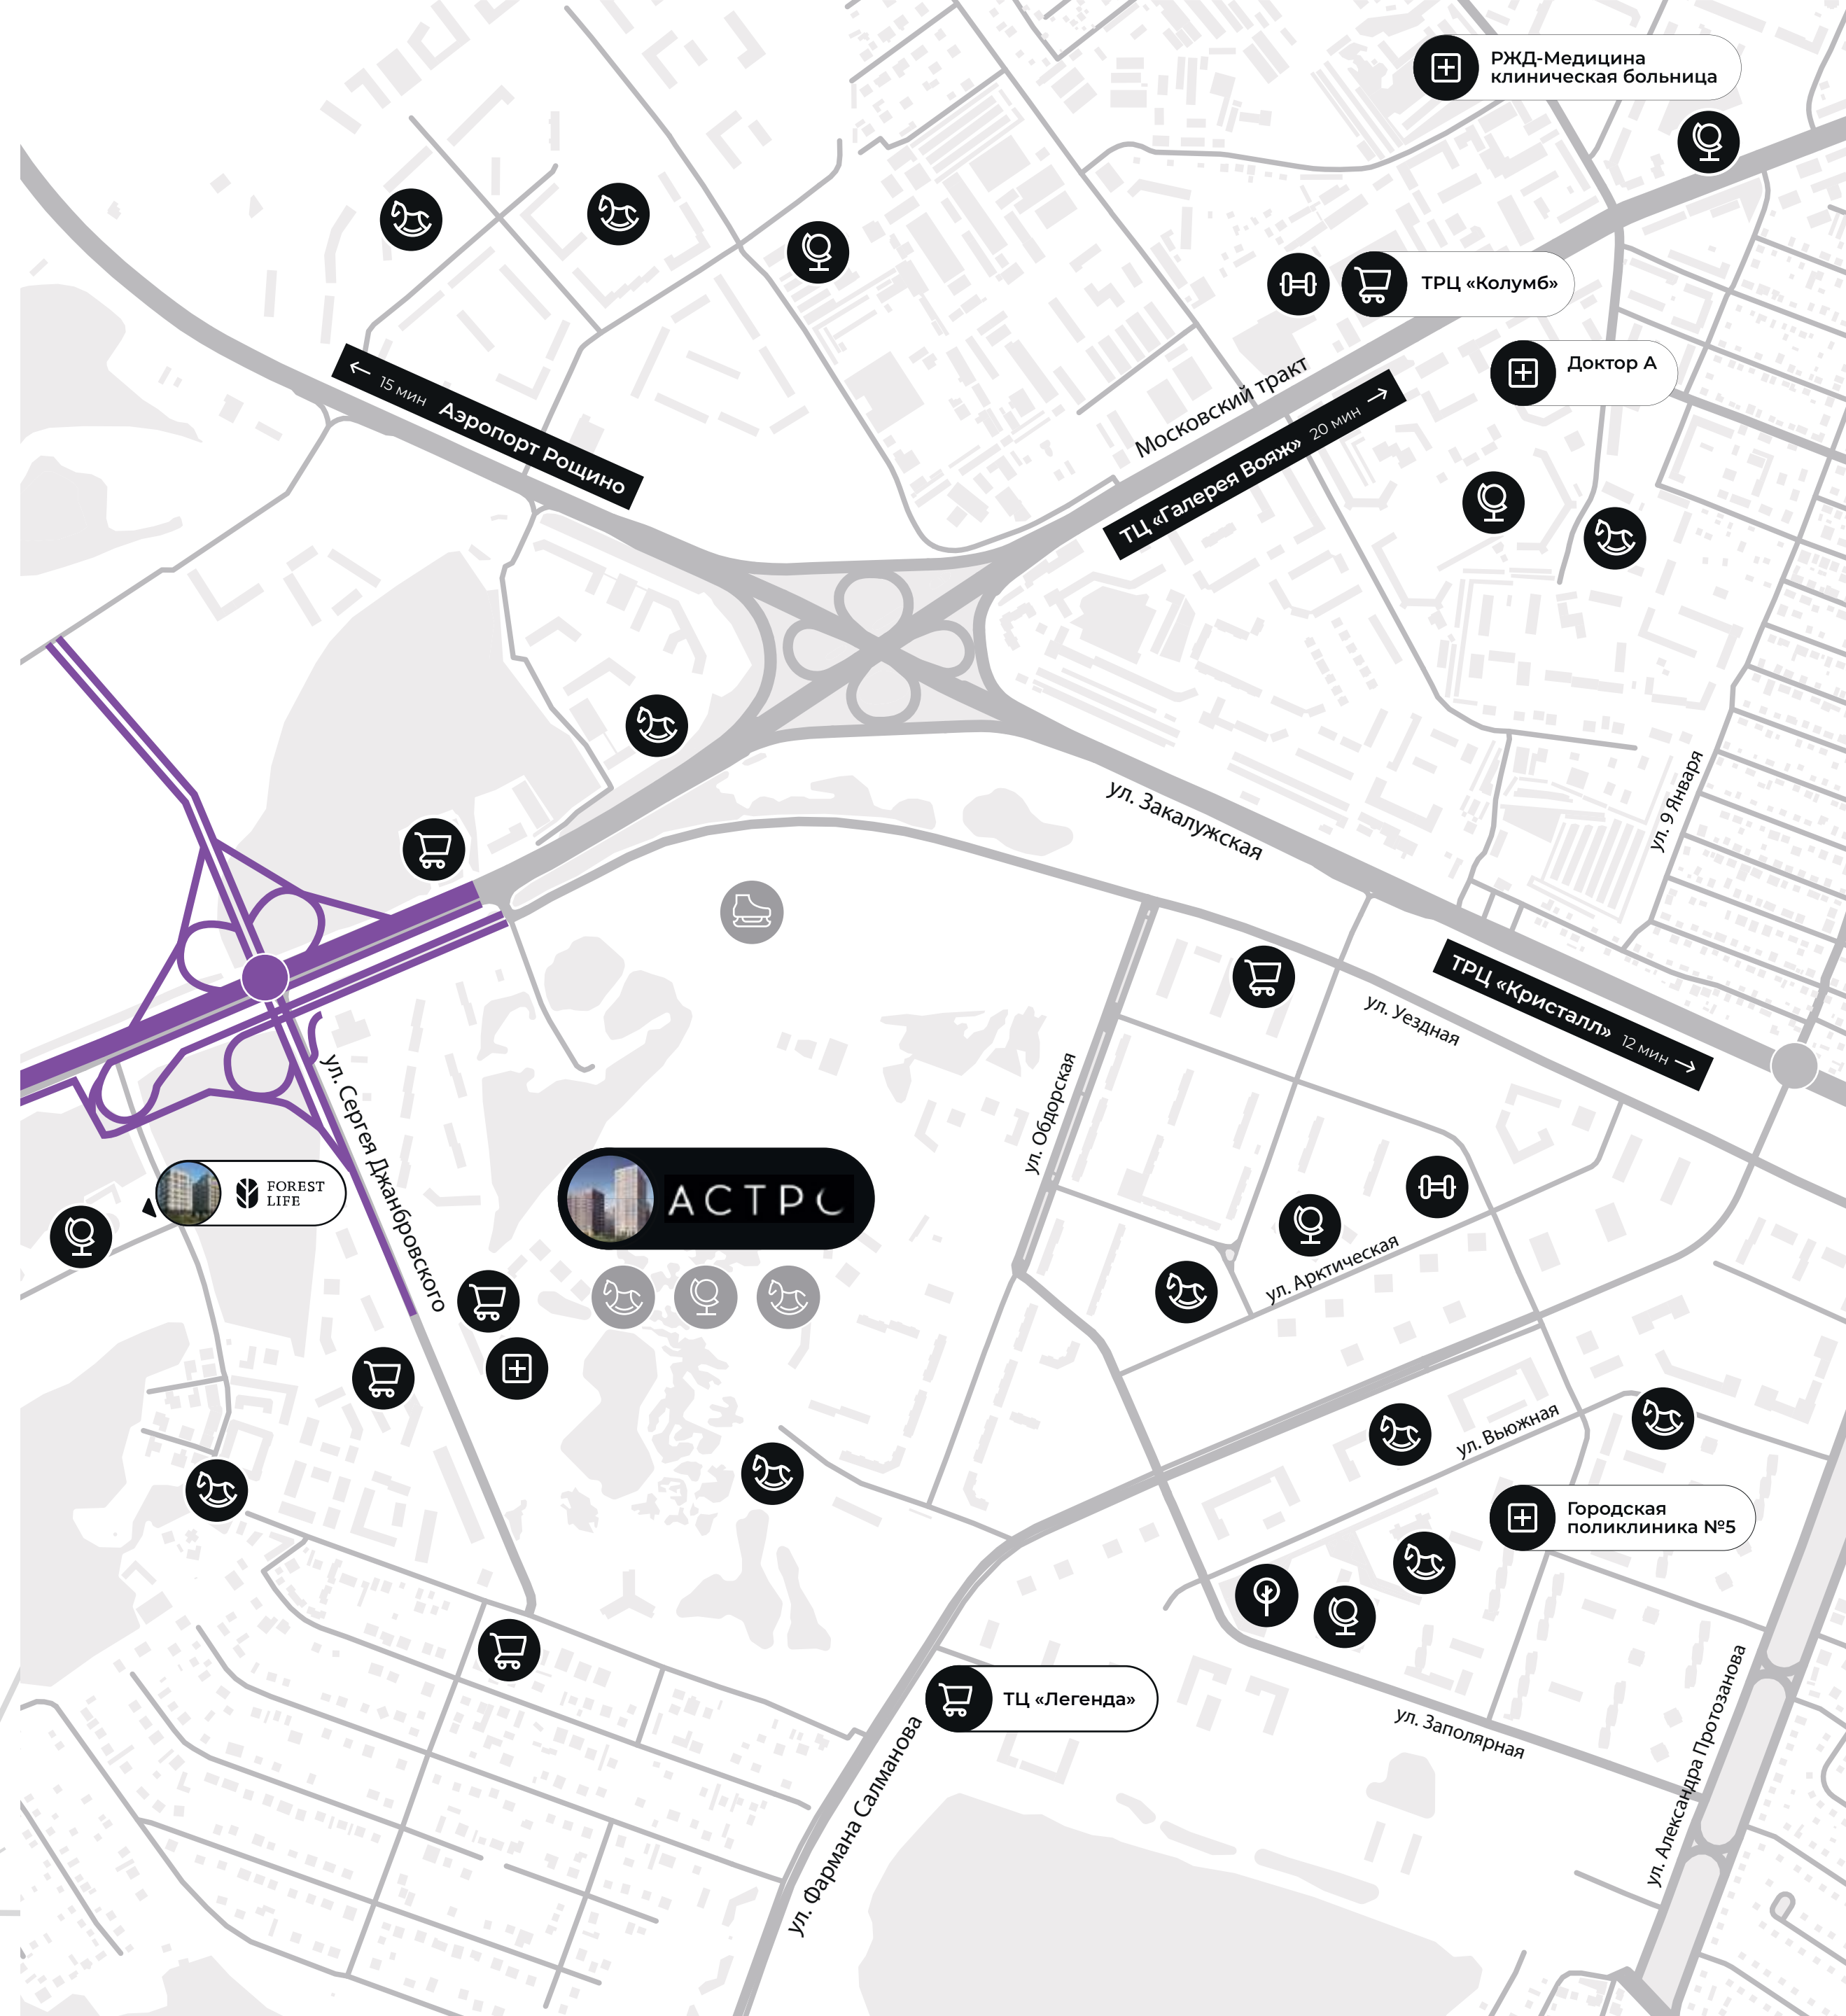 РЖД-Медицина
клиническая больница
ТРЦ «Колумб»
Доктор А
← 15 мин Аэропорт Рощино
Московский тракт
ТЦ «Галерея Вояж» 20 мин →
ул. 9 Января
ул. Закалужская
ТРЦ «Кристалл» 12 мин →
ул. Уездная
ул. Обдорская
ул. Сергея Джанбровского
FOREST
LIFE
АСТРО
ул. Арктическая
ул. Вьюжная
Городская
поликлиника №5
ТЦ «Легенда»
ул. Заполярная
ул. Александра Протозанова
ул. Фармана Салманова